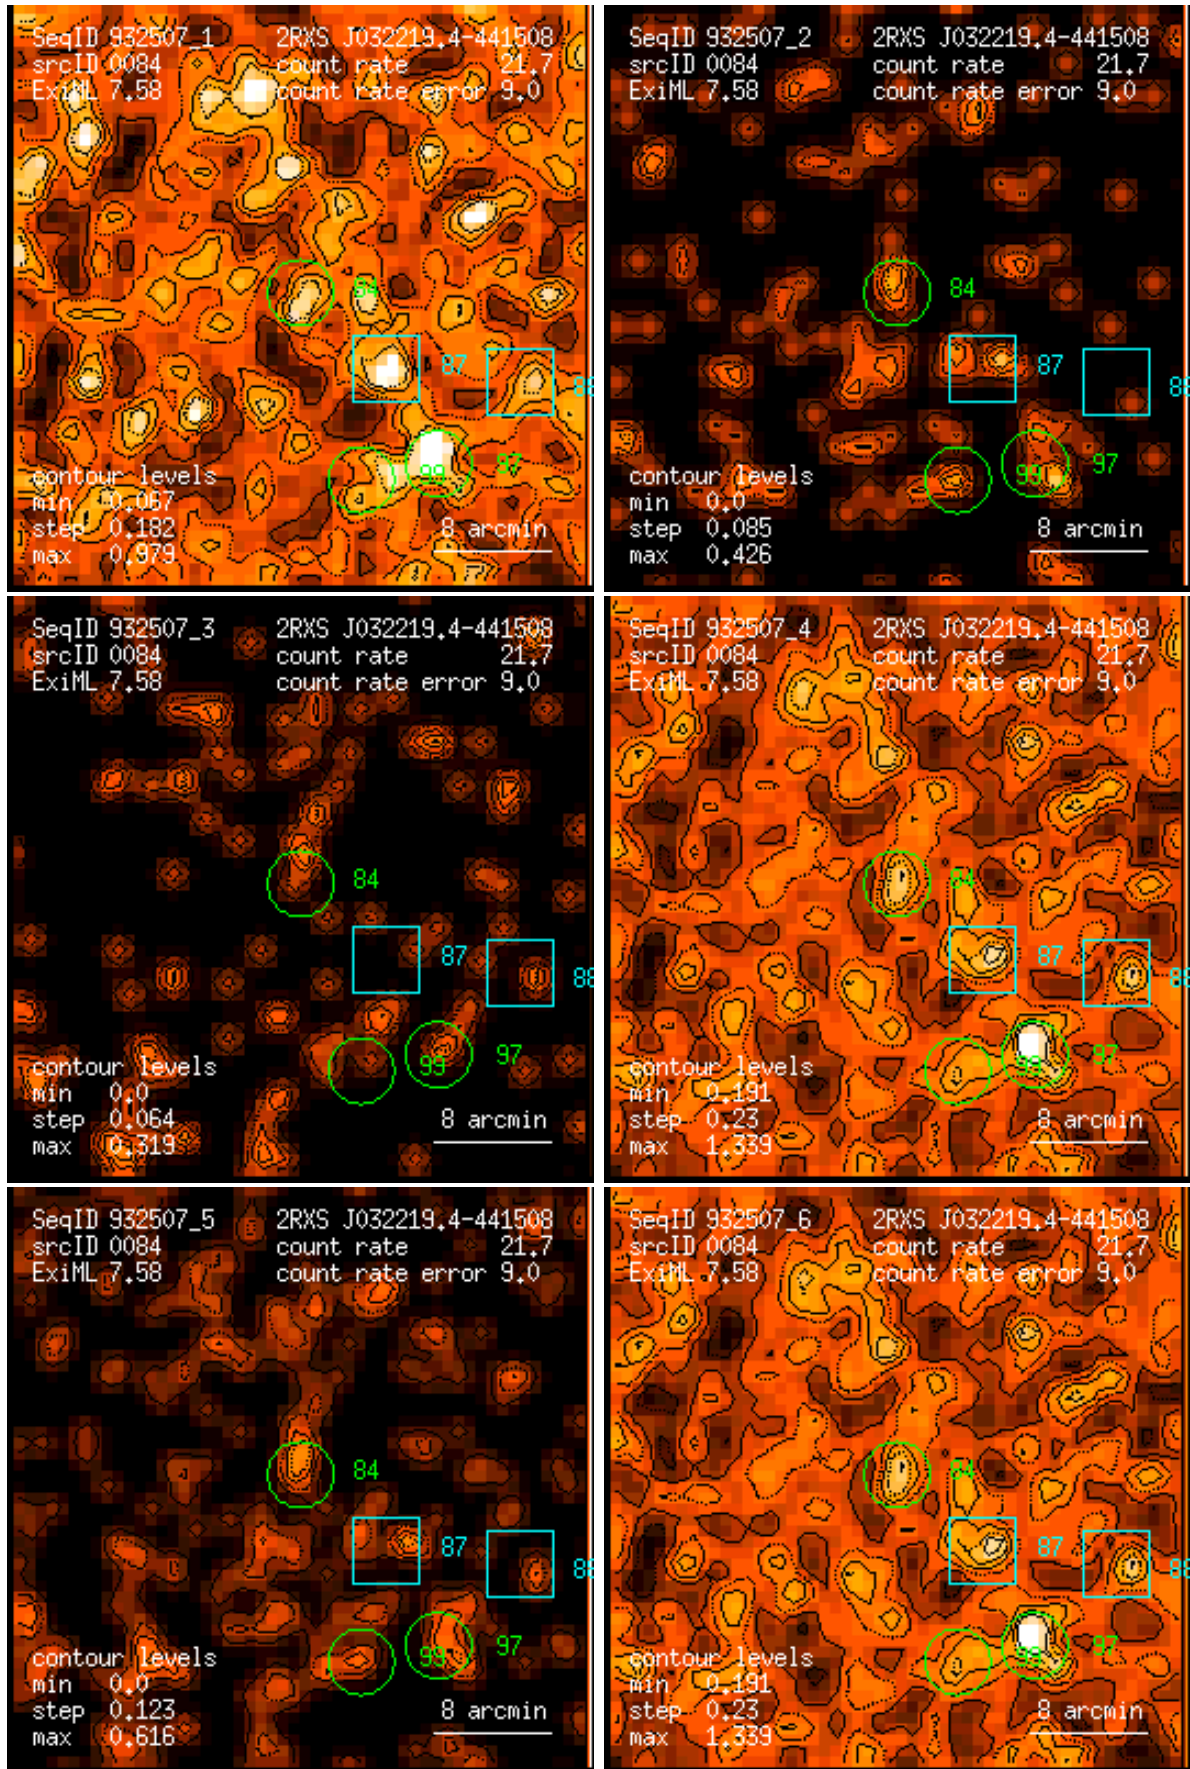 SeqID 932507_1 2RXS J032219.4-441508
srcID 0084 count rate 21.7
ExiML 7.58 count rate error 9.0
84
87
88
99 97
contour levels
min 0.067
step 0.182 8 arcmin
max 0.979
SeqID 932507_2 2RXS J032219.4-441508
srcID 0084 count rate 21.7
ExiML 7.58 count rate error 9.0
84
87
88
99 97
contour levels
min 0.0
step 0.085 8 arcmin
max 0.426
SeqID 932507_3 2RXS J032219.4-441508
srcID 0084 count rate 21.7
ExiML 7.58 count rate error 9.0
84
87
88
99 97
contour levels
min 0.0
step 0.064 8 arcmin
max 0.319
SeqID 932507_4 2RXS J032219.4-441508
srcID 0084 count rate 21.7
ExiML 7.58 count rate error 9.0
84
87
88
99 97
contour levels
min 0.191
step 0.23 8 arcmin
max 1.339
SeqID 932507_5 2RXS J032219.4-441508
srcID 0084 count rate 21.7
ExiML 7.58 count rate error 9.0
84
87
88
99 97
contour levels
min 0.0
step 0.123 8 arcmin
max 0.616
SeqID 932507_6 2RXS J032219.4-441508
srcID 0084 count rate 21.7
ExiML 7.58 count rate error 9.0
84
87
88
99 97
contour levels
min 0.191
step 0.23 8 arcmin
max 1.339